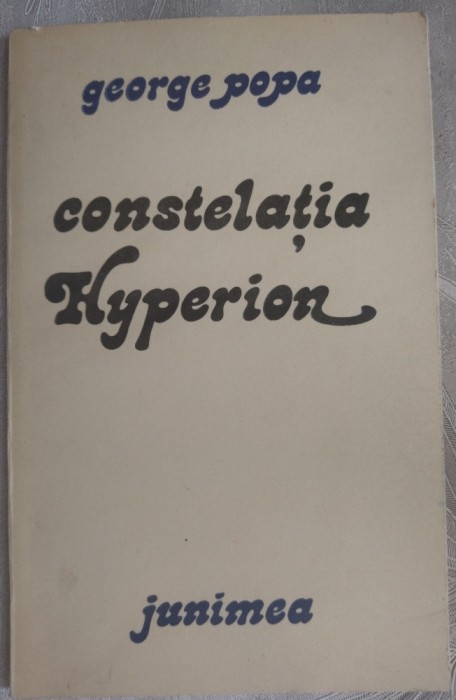 george popa
constelația
Hyperion
junimea